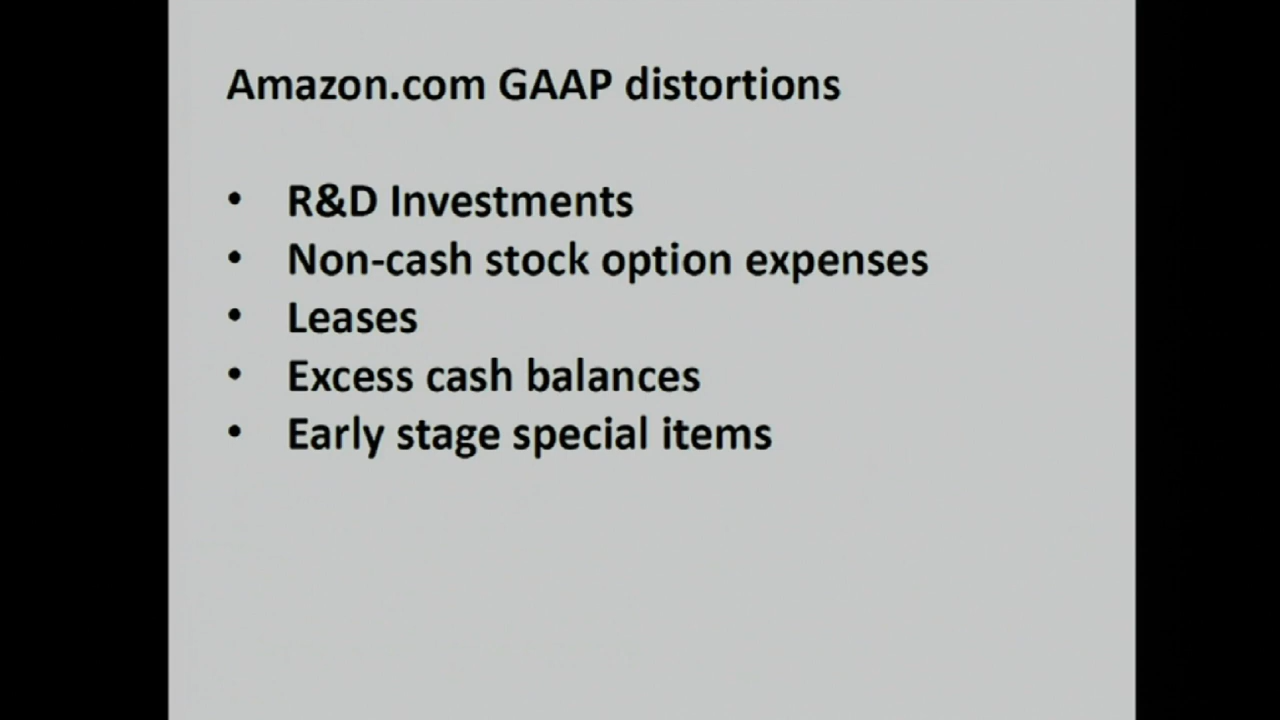 Amazon.com GAAP distortions
• R&D Investments
• Non-cash stock option expenses
• Leases
• Excess cash balances
• Early stage special items